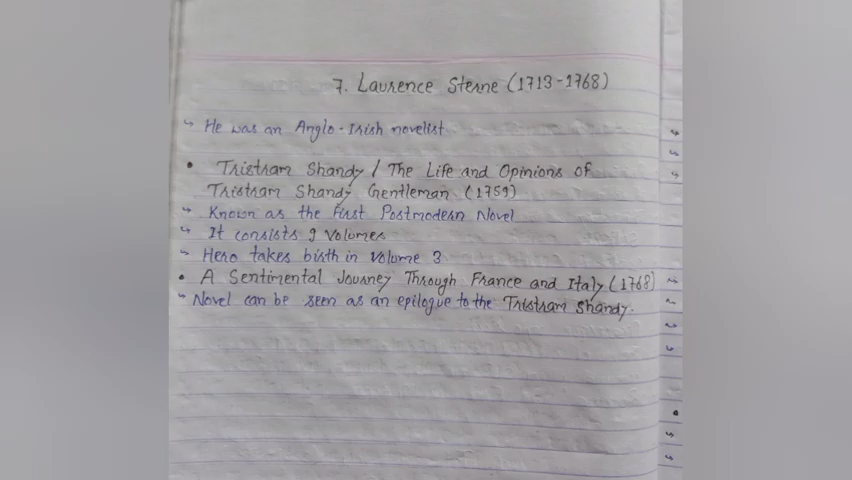 7. Laurence Sterne (1713-1768)
↳ He was an Anglo-Irish novelist
• Tristram Shandy / The Life and Opinions of
Tristram Shandy Gentleman (1759)
↳ Known as the first Postmodern Novel
↳ It consists 9 volumes
↳ Hero takes birth in volume 3
• A Sentimental Journey Through France and Italy (1768)
↳ Novel can be seen as an epilogue to the Tristram Shandy.